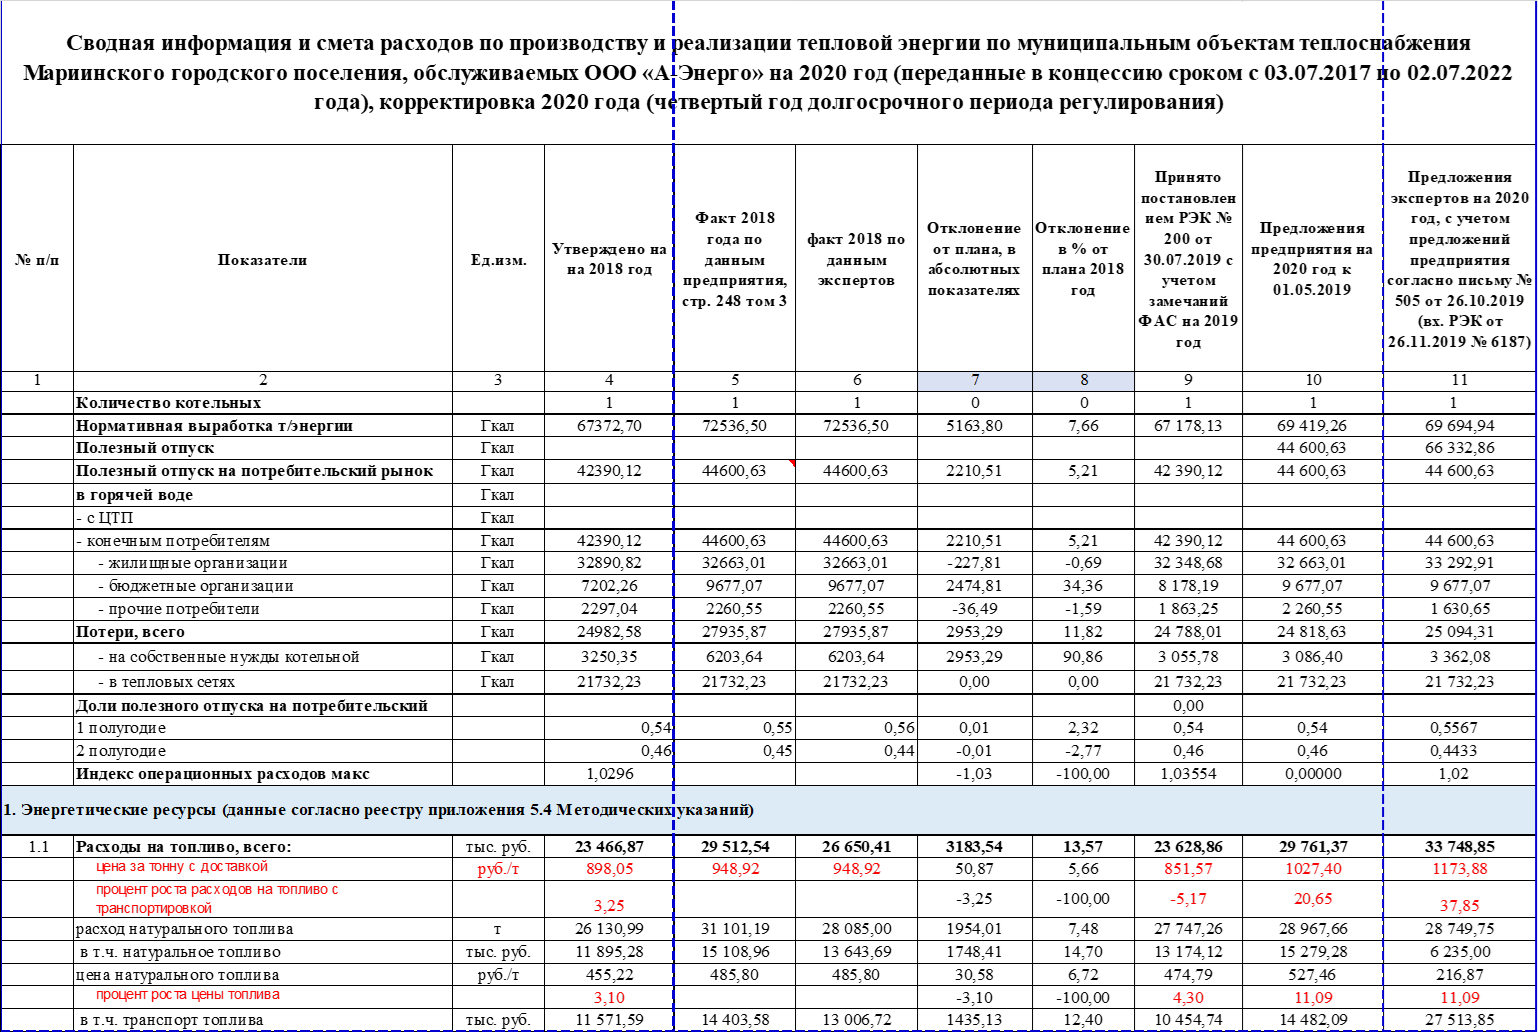 Сводная информация и смета расходов по производству и реализации тепловой энергии по муниципальным объектам теплоснабжения
Мариинского городского поселения, обслуживаемых ООО «А-Энерго» на 2020 год (переданные в концессию сроком с 03.07.2017 по 02.07.2022
года), корректировка 2020 года (четвертый год долгосрочного периода регулирования)
№ п/п
Показатели
Ед.изм.
Утверждено на
на 2018 год
Факт 2018
года по
данным
предприятия,
стр. 248 том 3
факт 2018 по
данным
экспертов
Отклонение
от плана, в
абсолютных
показателях
Отклонение
в % от
плана 2018
год
Принято
постановлен
ием РЭК №
200 от
30.07.2019 с
учетом
замечаний
ФАС на 2019
год
Предложения
предприятия на
2020 год к
01.05.2019
Предложения
экспертов на 2020
год, с учетом
предложений
предприятия
согласно письму №
505 от 26.10.2019
(вх. РЭК от
26.11.2019 № 6187)
1 2 3 4 5 6 7 8 9 10 11
Количество котельных 1 1 1 0 0 1 1 1
Нормативная выработка т/энергии Гкал 67372,70 72536,50 72536,50 5163,80 7,66 67 178,13 69 419,26 69 694,94
Полезный отпуск Гкал 44 600,63 66 332,86
Полезный отпуск на потребительский рынок Гкал 42390,12 44600,63 44600,63 2210,51 5,21 42 390,12 44 600,63 44 600,63
в горячей воде Гкал
- с ЦТП Гкал
- конечным потребителям Гкал 42390,12 44600,63 44600,63 2210,51 5,21 42 390,12 44 600,63 44 600,63
- жилищные организации Гкал 32890,82 32663,01 32663,01 -227,81 -0,69 32 348,68 32 663,01 33 292,91
- бюджетные организации Гкал 7202,26 9677,07 9677,07 2474,81 34,36 8 178,19 9 677,07 9 677,07
- прочие потребители Гкал 2297,04 2260,55 2260,55 -36,49 -1,59 1 863,25 2 260,55 1 630,65
Потери, всего Гкал 24982,58 27935,87 27935,87 2953,29 11,82 24 788,01 24 818,63 25 094,31
- на собственные нужды котельной Гкал 3250,35 6203,64 6203,64 2953,29 90,86 3 055,78 3 086,40 3 362,08
- в тепловых сетях Гкал 21732,23 21732,23 21732,23 0,00 0,00 21 732,23 21 732,23 21 732,23
Доли полезного отпуска на потребительский 0,00
1 полугодие 0,54 0,55 0,56 0,01 2,32 0,54 0,54 0,5567
2 полугодие 0,46 0,45 0,44 -0,01 -2,77 0,46 0,46 0,4433
Индекс операционных расходов макс 1,0296 -1,03 -100,00 1,03554 0,00000 1,02
1. Энергетические ресурсы (данные согласно реестру приложения 5.4 Методических указаний)
1.1 Расходы на топливо, всего: тыс. руб. 23 466,87 29 512,54 26 650,41 3183,54 13,57 23 628,86 29 761,37 33 748,85
цена за тонну с доставкой руб./т 898,05 948,92 948,92 50,87 5,66 851,57 1027,40 1173,88
процент роста расходов на топливо с
транспортировкой 3,25 -3,25 -100,00 -5,17 20,65 37,85
расход натурального топлива т 26 130,99 31 101,19 28 085,00 1954,01 7,48 27 747,26 28 967,66 28 749,75
в т.ч. натуральное топливо тыс. руб. 11 895,28 15 108,96 13 643,69 1748,41 14,70 13 174,12 15 279,28 6 235,00
цена натурального топлива руб./т 455,22 485,80 485,80 30,58 6,72 474,79 527,46 216,87
процент роста цены топлива 3,10 -3,10 -100,00 4,30 11,09 11,09
в т.ч. транспорт топлива тыс. руб. 11 571,59 14 403,58 13 006,72 1435,13 12,40 10 454,74 14 482,09 27 513,85